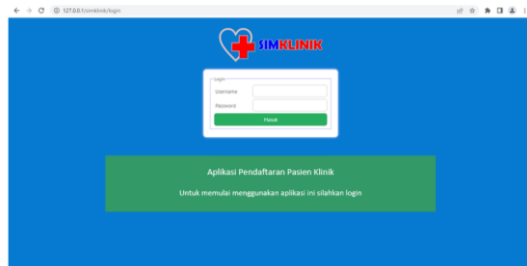 127.0.0.1/simklinik/login
SIMKLINIK
Login
Username
Password
Masuk
Aplikasi Pendaftaran Pasien Klinik
Untuk memulai menggunakan aplikasi ini silahkan login